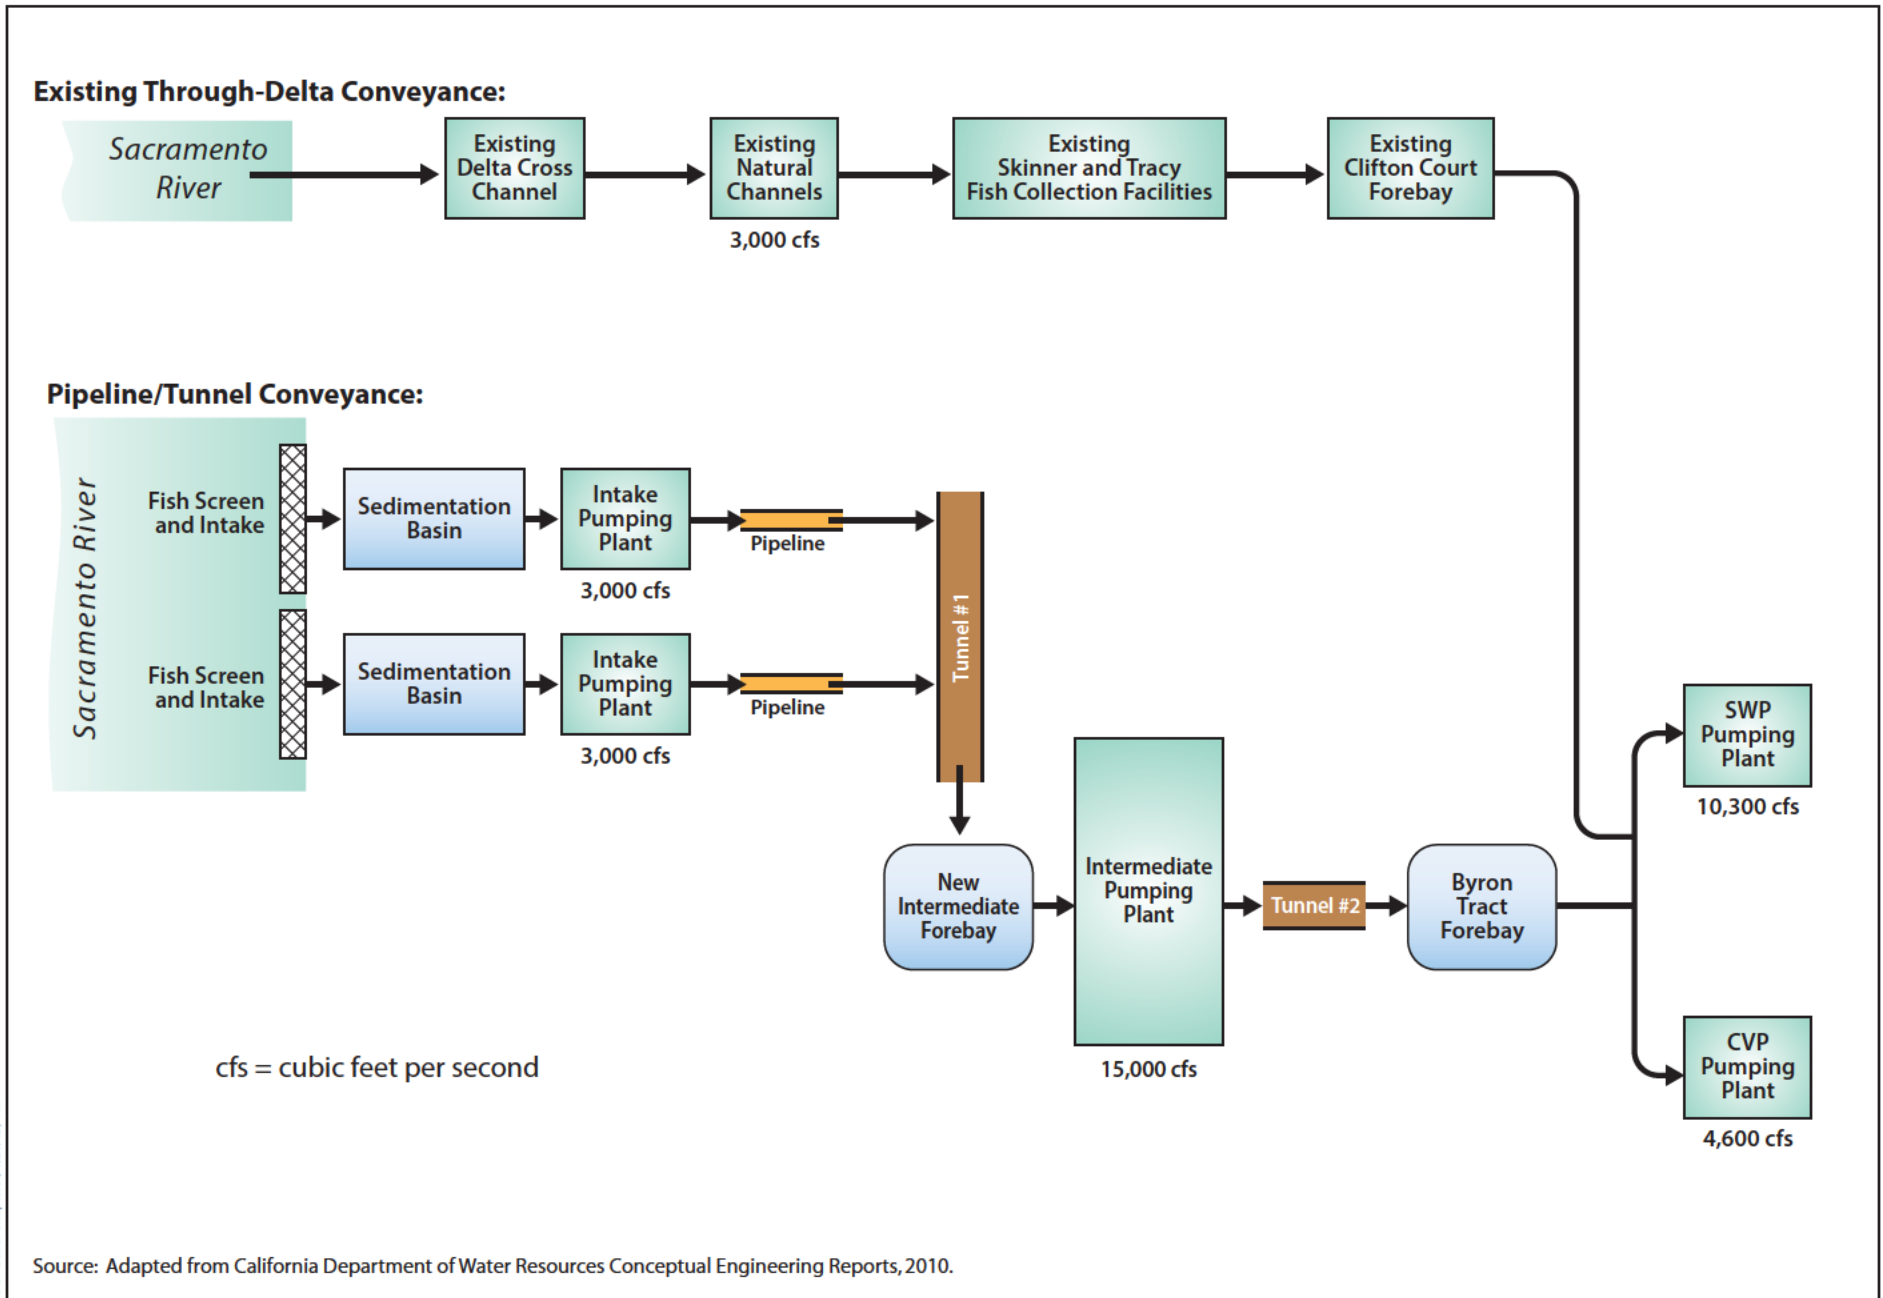 Existing Through-Delta Conveyance:
Sacramento
River
Existing
Delta Cross
Channel
Existing
Natural
Channels
3,000 cfs
Existing
Skinner and Tracy
Fish Collection Facilities
Existing
Clifton Court
Forebay
Pipeline/Tunnel Conveyance:
Sacramento River
Fish Screen
and Intake
Sedimentation
Basin
Intake
Pumping
Plant
3,000 cfs
Pipeline
Fish Screen
and Intake
Sedimentation
Basin
Intake
Pumping
Plant
3,000 cfs
Pipeline
Tunnel #1
New
Intermediate
Forebay
Intermediate
Pumping
Plant
15,000 cfs
Tunnel #2
Byron
Tract
Forebay
SWP
Pumping
Plant
10,300 cfs
CVP
Pumping
Plant
4,600 cfs
cfs = cubic feet per second
Source: Adapted from California Department of Water Resources Conceptual Engineering Reports, 2010.